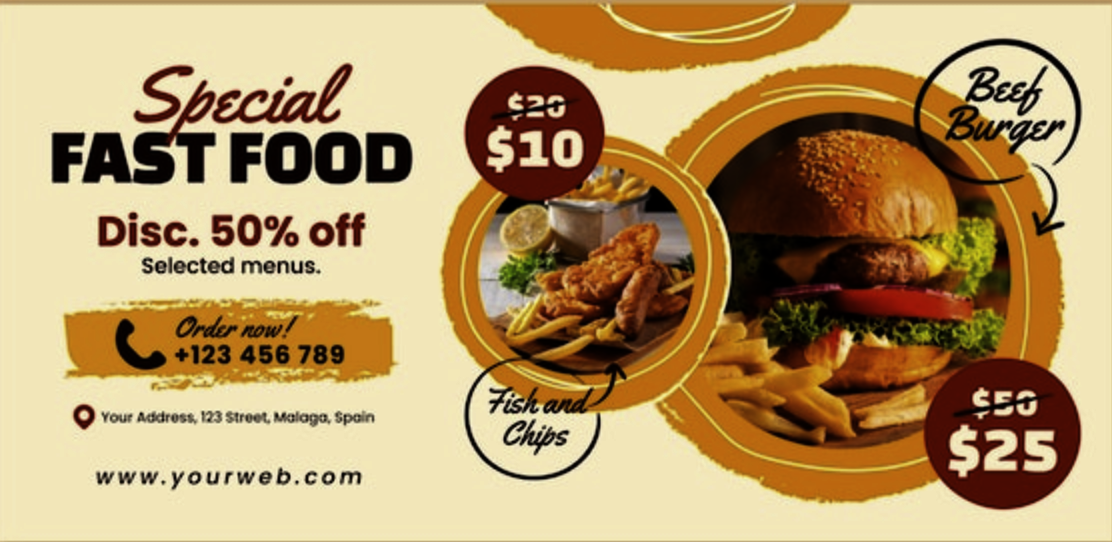 Special
FAST FOOD
Disc. 50% off
Selected menus.
Order now!
+123 456 789
Your Address, 123 Street, Malaga, Spain
www.yourweb.com
$20
$10
Fish and
Chips
Beef
Burger
$50
$25